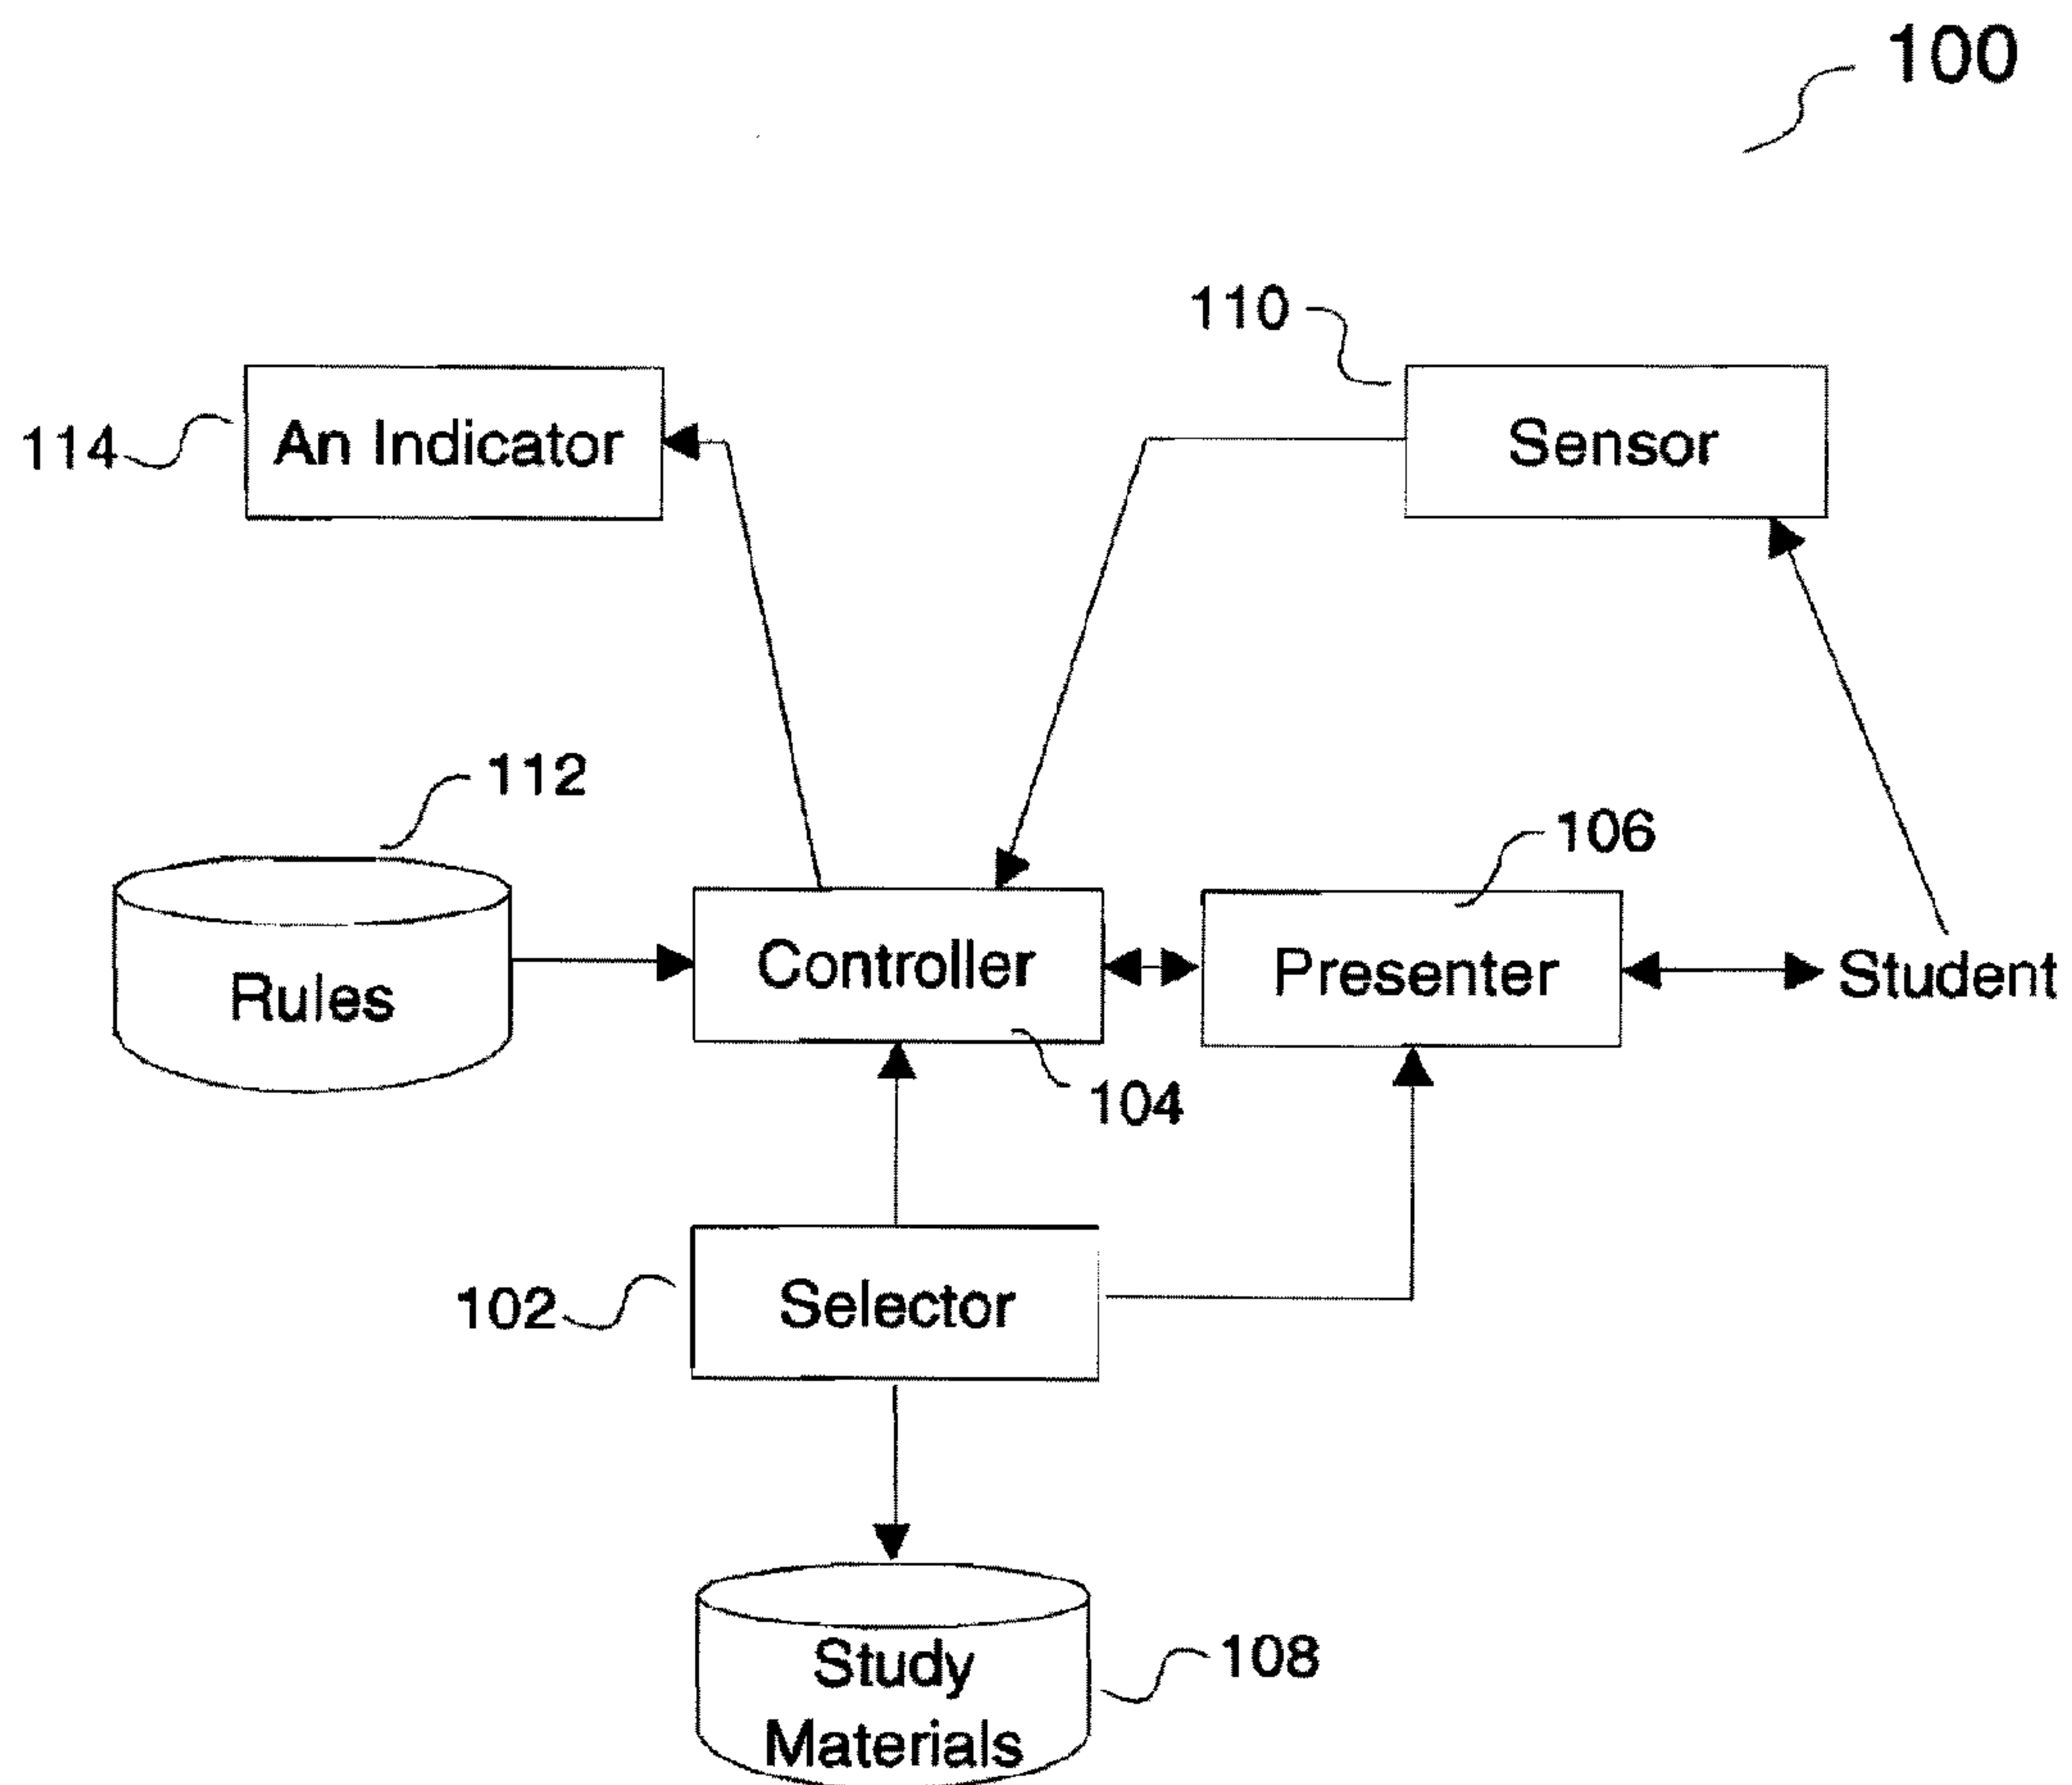 100
110
An Indicator
Sensor
114
112
106
Rules
Controller
Presenter
Student
104
102
Selector
108
Study
Materials